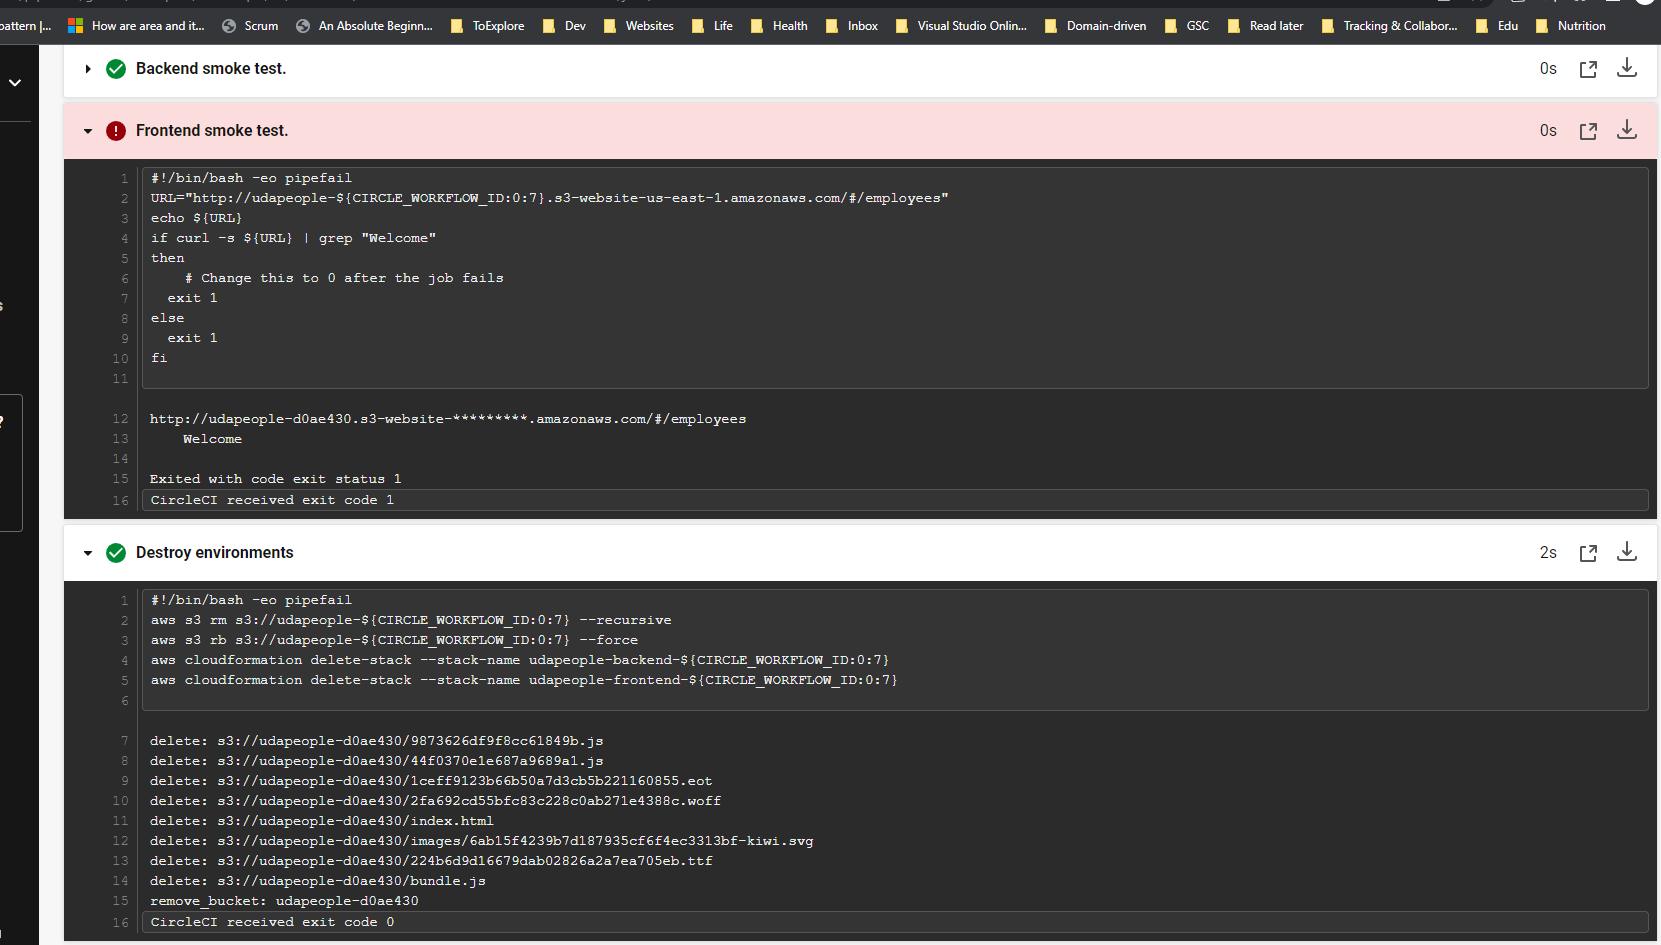 pattern |...
How are area and it...
Scrum
An Absolute Beginn...
ToExplore
Dev
Websites
Life
Health
Inbox
Visual Studio Onlin...
Domain-driven
GSC
Read later
Tracking & Collabor...
Edu
Nutrition
Backend smoke test.
0s
Frontend smoke test.
0s
1 #!/bin/bash -eo pipefail
2 URL="http://udapeople-${CIRCLE_WORKFLOW_ID:0:7}.s3-website-us-east-1.amazonaws.com/#/employees"
3 echo ${URL}
4 if curl -s ${URL} | grep "Welcome"
5 then
6 # Change this to 0 after the job fails
7 exit 1
8 else
9 exit 1
10 fi
11
12 http://udapeople-d0ae430.s3-website-*********.amazonaws.com/#/employees
13 Welcome
14
15 Exited with code exit status 1
16 CircleCI received exit code 1
Destroy environments
2s
1 #!/bin/bash -eo pipefail
2 aws s3 rm s3://udapeople-${CIRCLE_WORKFLOW_ID:0:7} --recursive
3 aws s3 rb s3://udapeople-${CIRCLE_WORKFLOW_ID:0:7} --force
4 aws cloudformation delete-stack --stack-name udapeople-backend-${CIRCLE_WORKFLOW_ID:0:7}
5 aws cloudformation delete-stack --stack-name udapeople-frontend-${CIRCLE_WORKFLOW_ID:0:7}
6
7 delete: s3://udapeople-d0ae430/9873626df9f8cc61849b.js
8 delete: s3://udapeople-d0ae430/44f0370e1e687a9689a1.js
9 delete: s3://udapeople-d0ae430/1ceff9123b66b50a7d3cb5b221160855.eot
10 delete: s3://udapeople-d0ae430/2fa692cd55bfc83c228c0ab271e4388c.woff
11 delete: s3://udapeople-d0ae430/index.html
12 delete: s3://udapeople-d0ae430/images/6ab15f4239b7d187935cf6f4ec3313bf-kiwi.svg
13 delete: s3://udapeople-d0ae430/224b6d9d16679dab02826a2a7ea705eb.ttf
14 delete: s3://udapeople-d0ae430/bundle.js
15 remove_bucket: udapeople-d0ae430
16 CircleCI received exit code 0